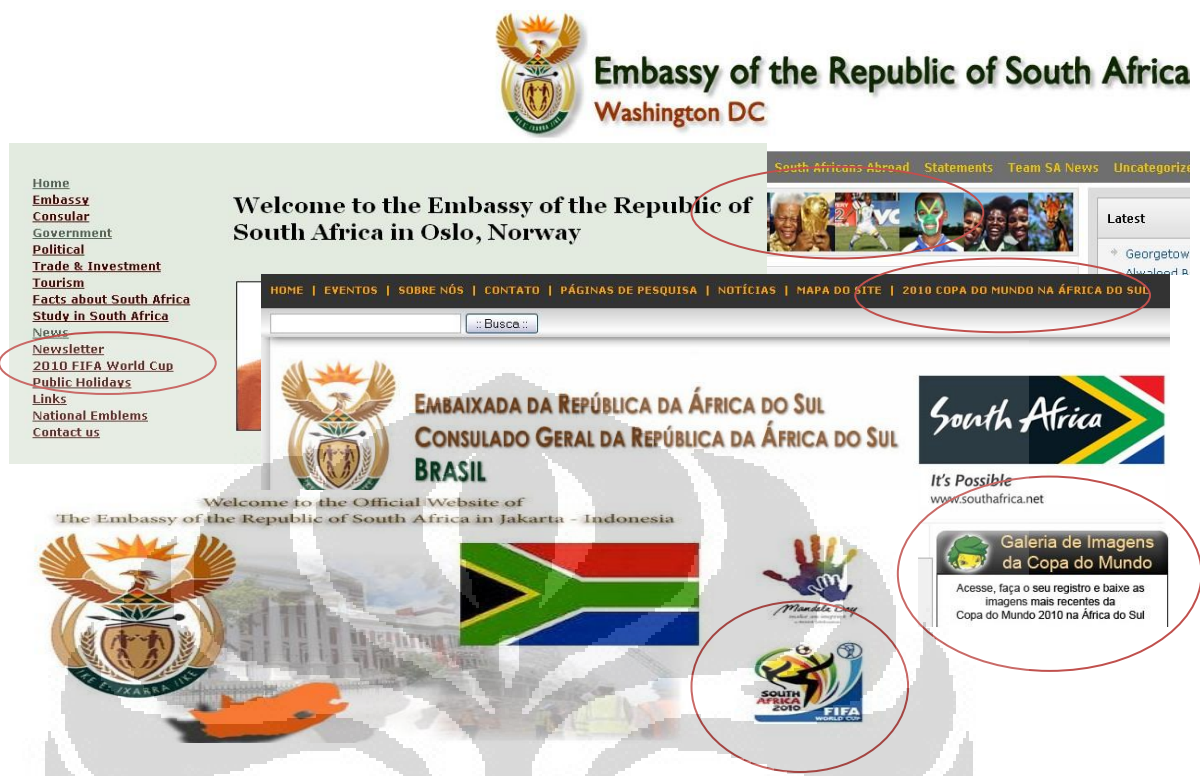 Embassy of the Republic of South Africa
Washington DC
South Africans Abroad Statements Team SA News Uncategorize
Latest
Georgetow
Alwaleed B
Home
Embassy
Consular
Government
Political
Trade & Investment
Tourism
Facts about South Africa
Study in South Africa
News
Newsletter
2010 FIFA World Cup
Public Holidays
Links
National Emblems
Contact us
Welcome to the Embassy of the Republic of
South Africa in Oslo, Norway
HOME | EVENTOS | SOBRE NÓS | CONTATO | PÁGINAS DE PESQUISA | NOTÍCIAS | MAPA DO SITE | 2010 COPA DO MUNDO NA ÁFRICA DO SUL
:: Busca ::
EMBAIXADA DA REPÚBLICA DA ÁFRICA DO SUL
CONSULADO GERAL DA REPÚBLICA DA ÁFRICA DO SUL
BRASIL
South Africa
It's Possible
www.southafrica.net
Galeria de Imagens
da Copa do Mundo
Acesse, faça o seu registro e baixe as
imagens mais recentes da
Copa do Mundo 2010 na África do Sul
Welcome to the Official Website of
The Embassy of the Republic of South Africa in Jakarta - Indonesia
!KE E: /XARRA //KE
Mandela Day
SOUTH
AFRICA
2010
FIFA
WORLD CUP